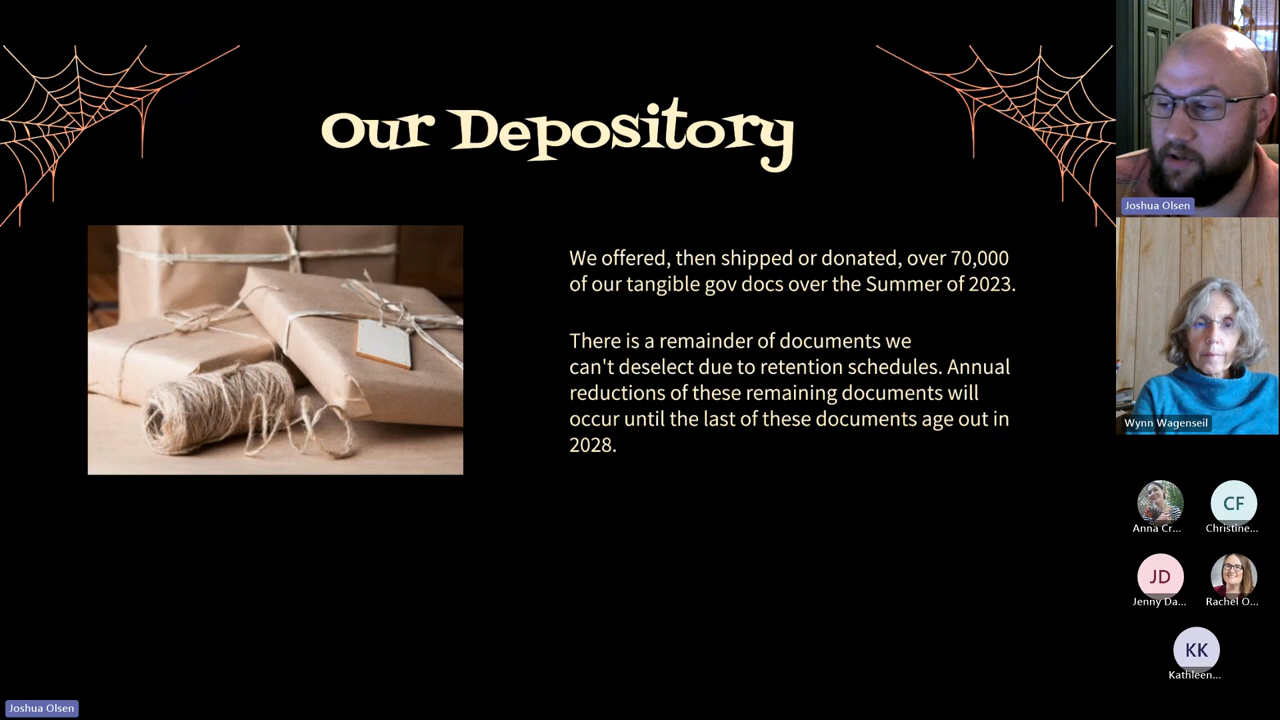 Our Depository
We offered, then shipped or donated, over 70,000
of our tangible gov docs over the Summer of 2023.
There is a remainder of documents we
can't deselect due to retention schedules. Annual
reductions of these remaining documents will
occur until the last of these documents age out in
2028.
Joshua Olsen
Wynn Wagenseil
CF
Anna Cr...
Christine...
JD
Jenny Da...
Rachel O...
KK
Kathleen...
Joshua Olsen